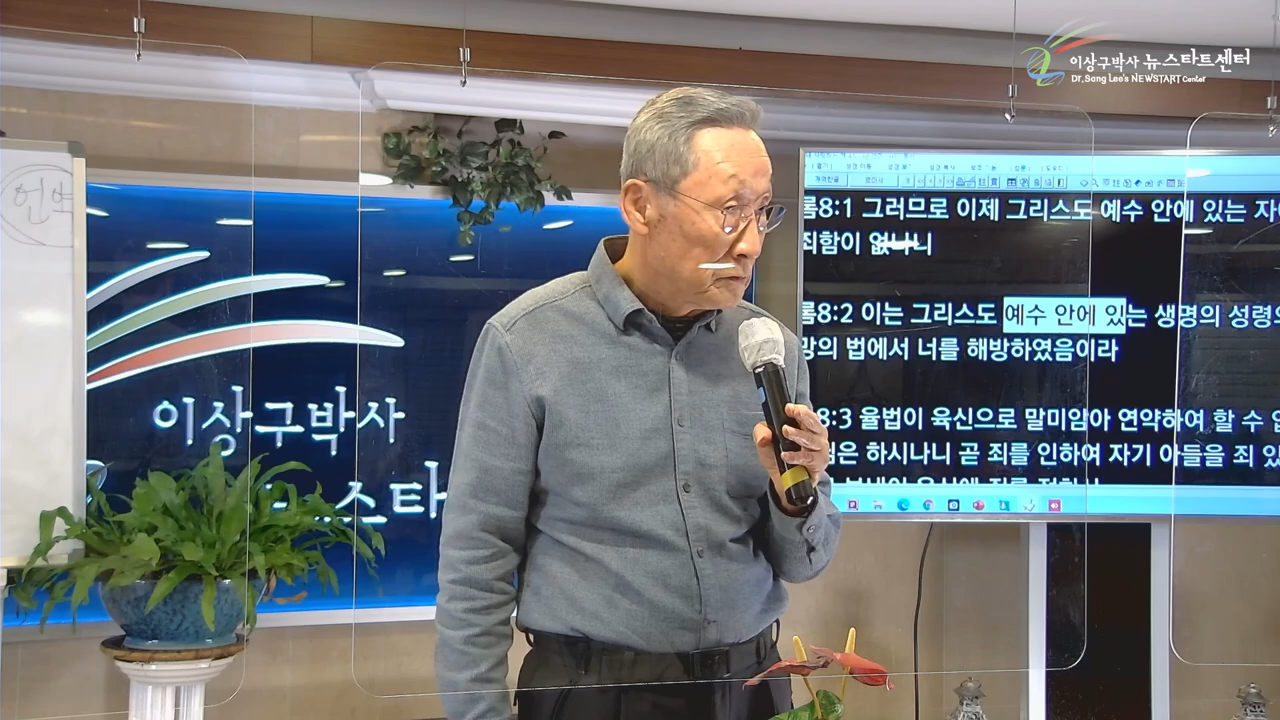 이상구박사 뉴스타트센터
Dr.Sang Lee's NEWSTART Center
언약
이상구박사
스타
개역한글
롬8:1 그러므로 이제 그리스도 예수 안에 있는 자
죄함이 없나니
롬8:2 이는 그리스도 예수 안에 있는 생명의 성령
망의 법에서 너를 해방하였음이라
8:3 율법이 육신으로 말미암아 연약하여 할 수
은 하시나니 곧 죄를 인하여 자기 아들을 죄 있